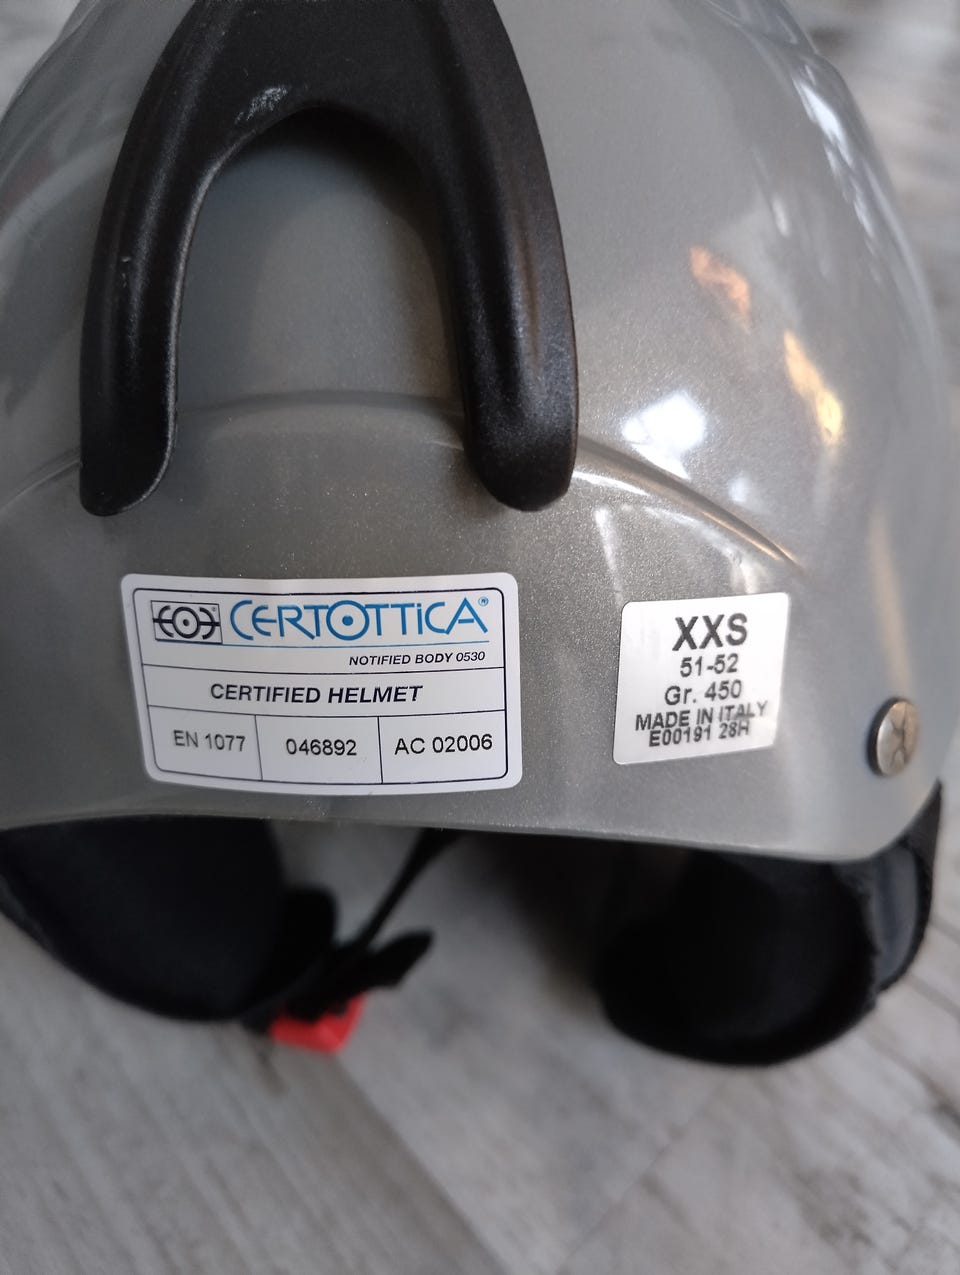 CERTOTTICA®
NOTIFIED BODY 0530
CERTIFIED HELMET
EN 1077 046892 AC 02006
XXS
51-52
Gr. 450
MADE IN ITALY
E00191 28H